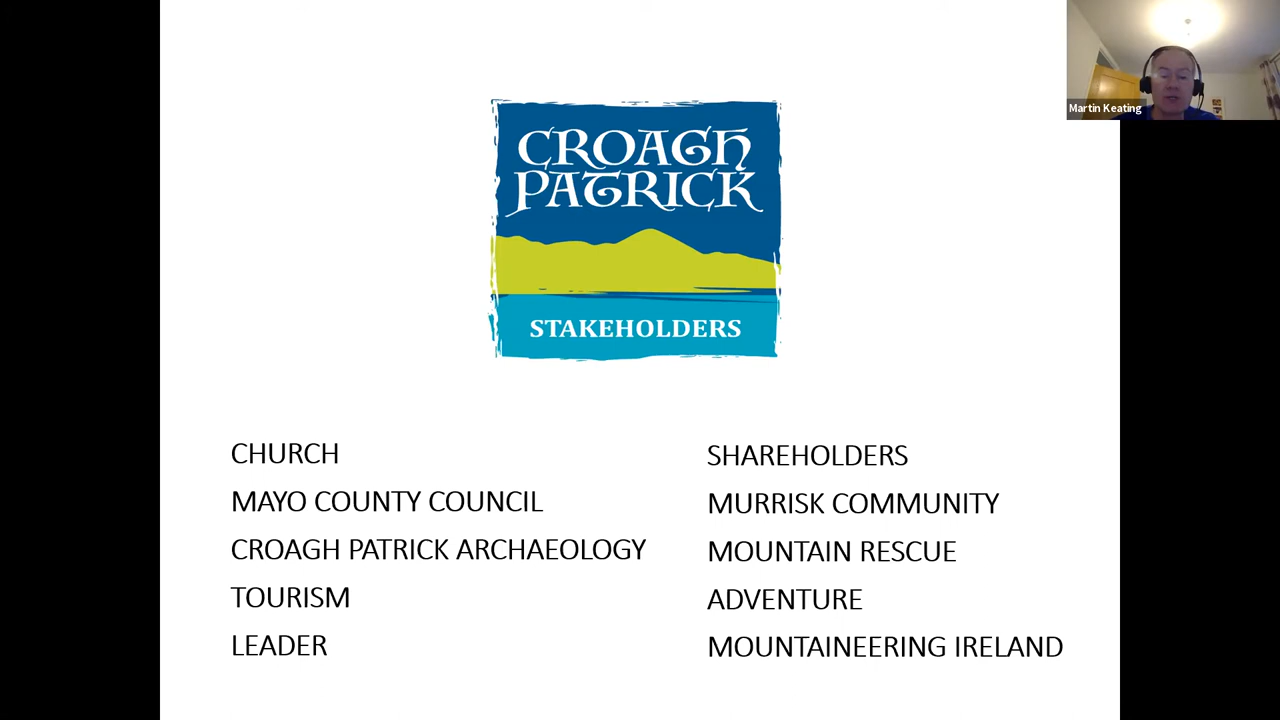 Martin Keating
CROAGH
PATRICK
STAKEHOLDERS
CHURCH
MAYO COUNTY COUNCIL
CROAGH PATRICK ARCHAEOLOGY
TOURISM
LEADER
SHAREHOLDERS
MURRISK COMMUNITY
MOUNTAIN RESCUE
ADVENTURE
MOUNTAINEERING IRELAND